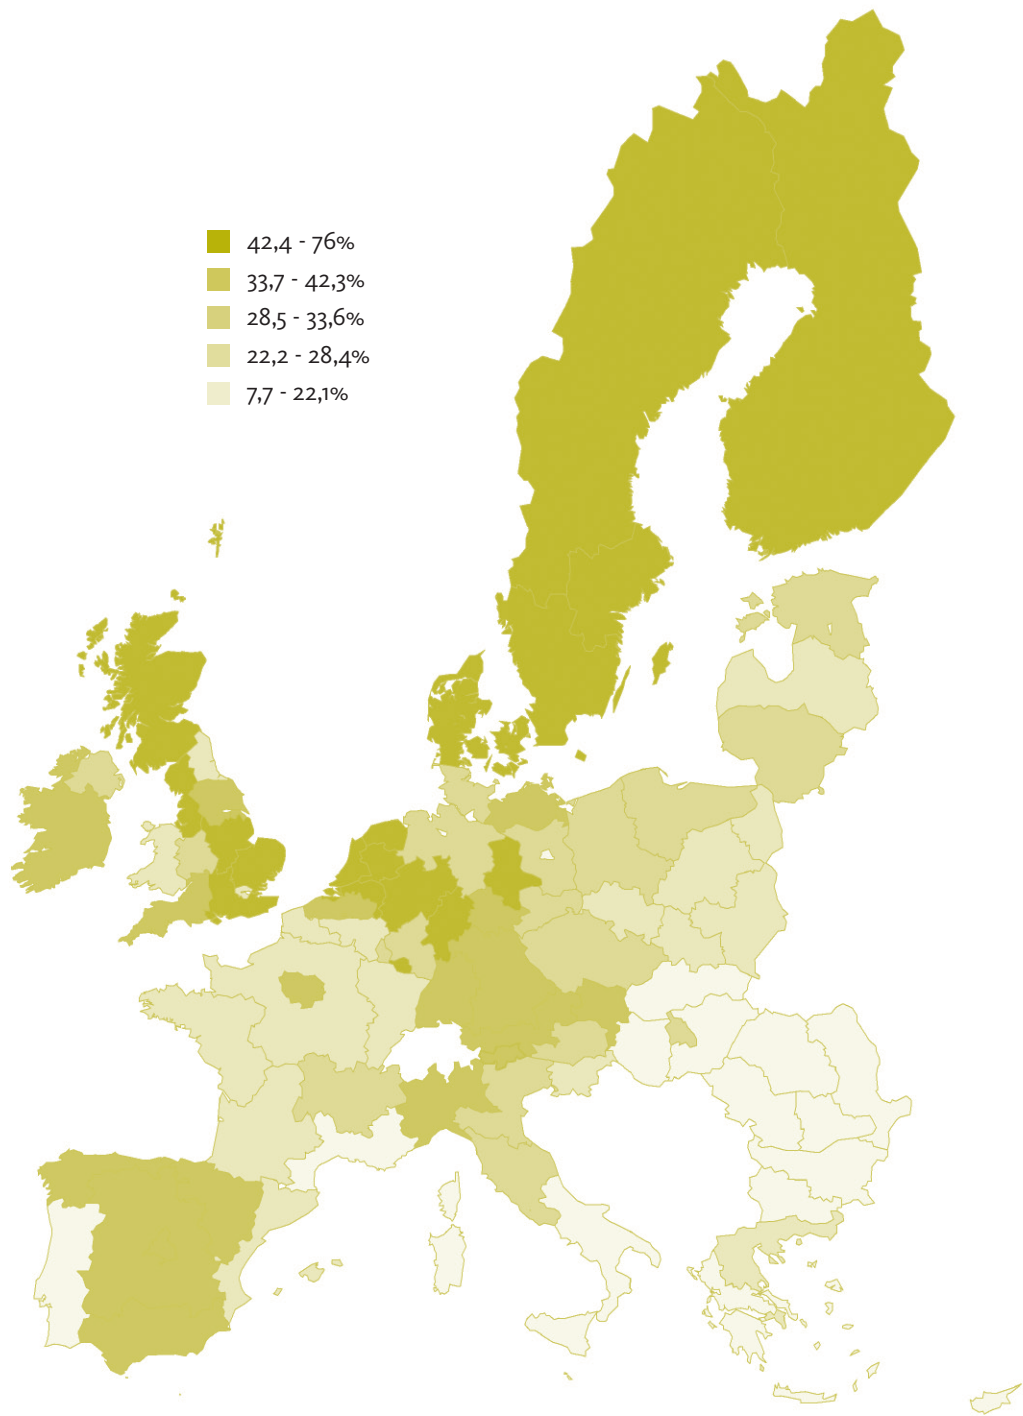 42,4 - 76%
33,7 - 42,3%
28,5 - 33,6%
22,2 - 28,4%
7,7 - 22,1%